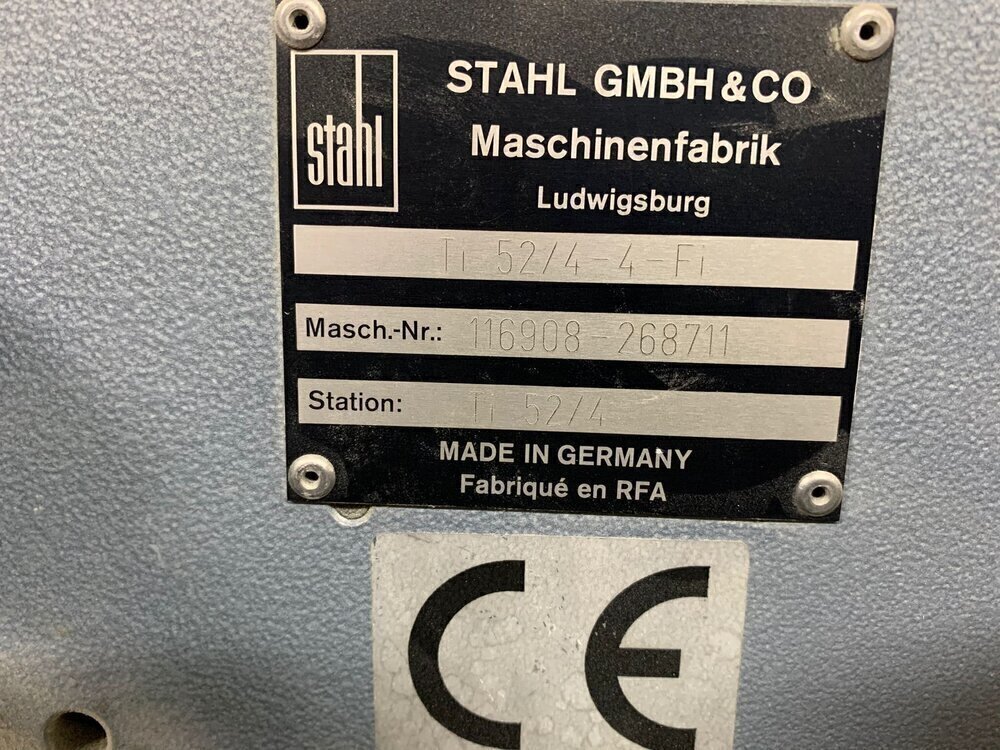 stahl
STAHL GMBH & CO
Maschinenfabrik
Ludwigsburg
Ti 52/4-4-Fi
Masch.-Nr.: 116908-268711
Station: Ti 52/4
MADE IN GERMANY
Fabriqué en RFA
CE